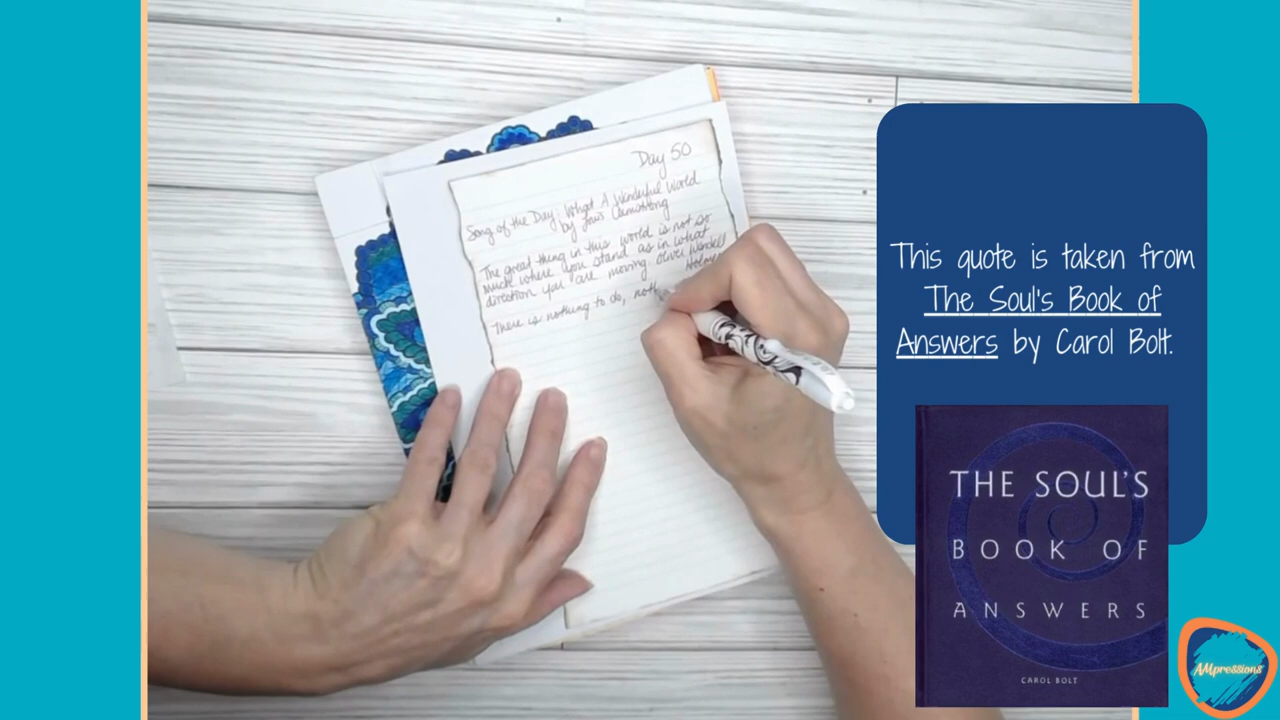 Day 50
Song of the Day: What A Wonderful World
by Louis Armstrong
The great thing in this world is not so
much where you stand as in what
direction you are moving. Oliver Wendell
Holmes
There is nothing to do,
This quote is taken from
The Soul's Book of
Answers by Carol Bolt.
THE SOUL'S
BOOK OF
ANSWERS
CAROL BOLT
AMpressions